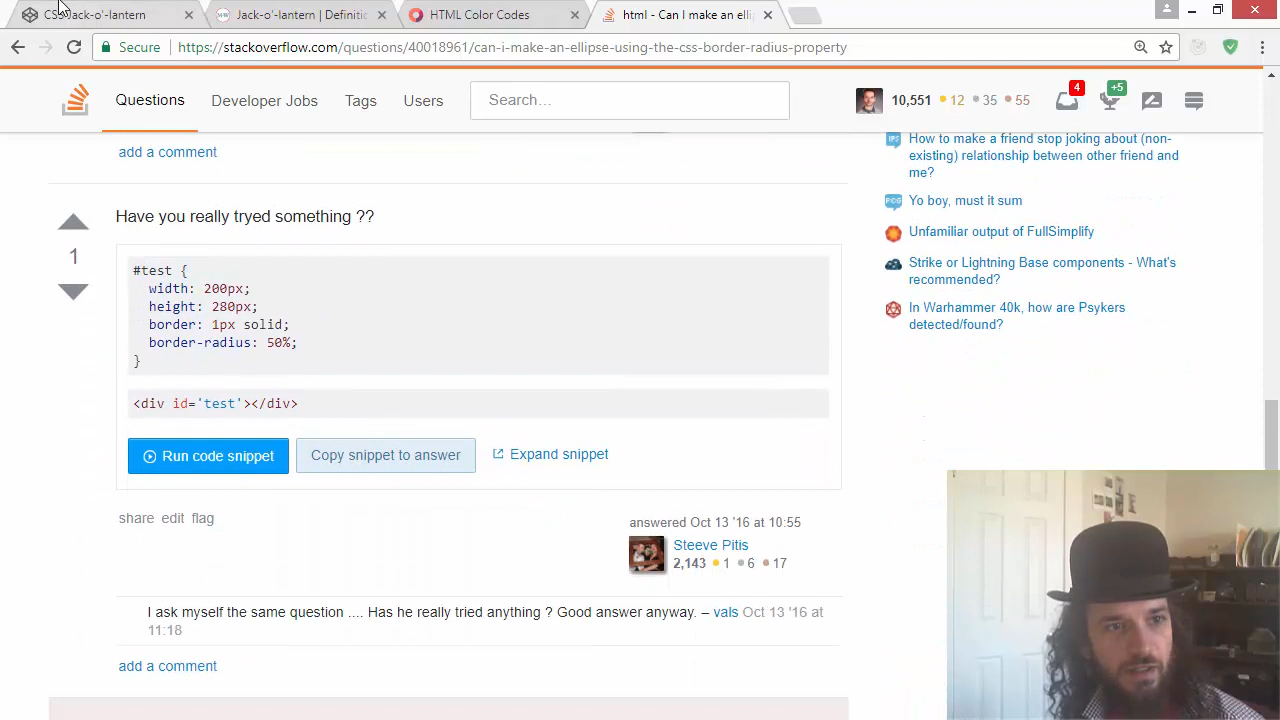 CSS Jack-o'-lantern
Jack-o'-lantern | Definitic
HTML Color Codes
html - Can I make an elli
Secure
https://stackoverflow.com/questions/40018961/can-i-make-an-ellipse-using-the-css-border-radius-property
Questions
Developer Jobs
Tags
Users
Search...
10,551
12
35
55
4
+5
add a comment
How to make a friend stop joking about (non-
existing) relationship between other friend and
me?
Yo boy, must it sum
Unfamiliar output of FullSimplify
Strike or Lightning Base components - What's
recommended?
In Warhammer 40k, how are Psykers
detected/found?
Have you really tryed something ??
1
#test {
width: 200px;
height: 280px;
border: 1px solid;
border-radius: 50%;
}
<div id='test'></div>
Run code snippet
Copy snippet to answer
Expand snippet
share edit flag
answered Oct 13 '16 at 10:55
Steeve Pitis
2,143
1
6
17
I ask myself the same question .... Has he really tried anything ? Good answer anyway. – vals Oct 13 '16 at
11:18
add a comment